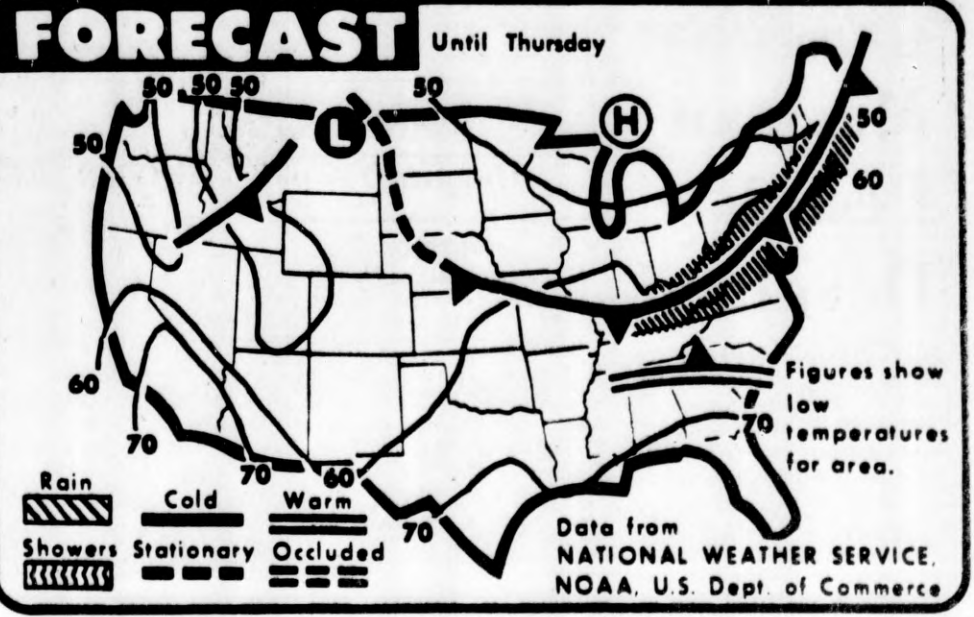 FORECAST Until Thursday
50 50 50 50
L H
50 50
60
60
70
70 60 70
70
Figures show
low
temperatures
for area.
Rain
Cold Warm
Showers Stationary Occluded
Data from
NATIONAL WEATHER SERVICE,
NOAA, U.S. Dept. of Commerce